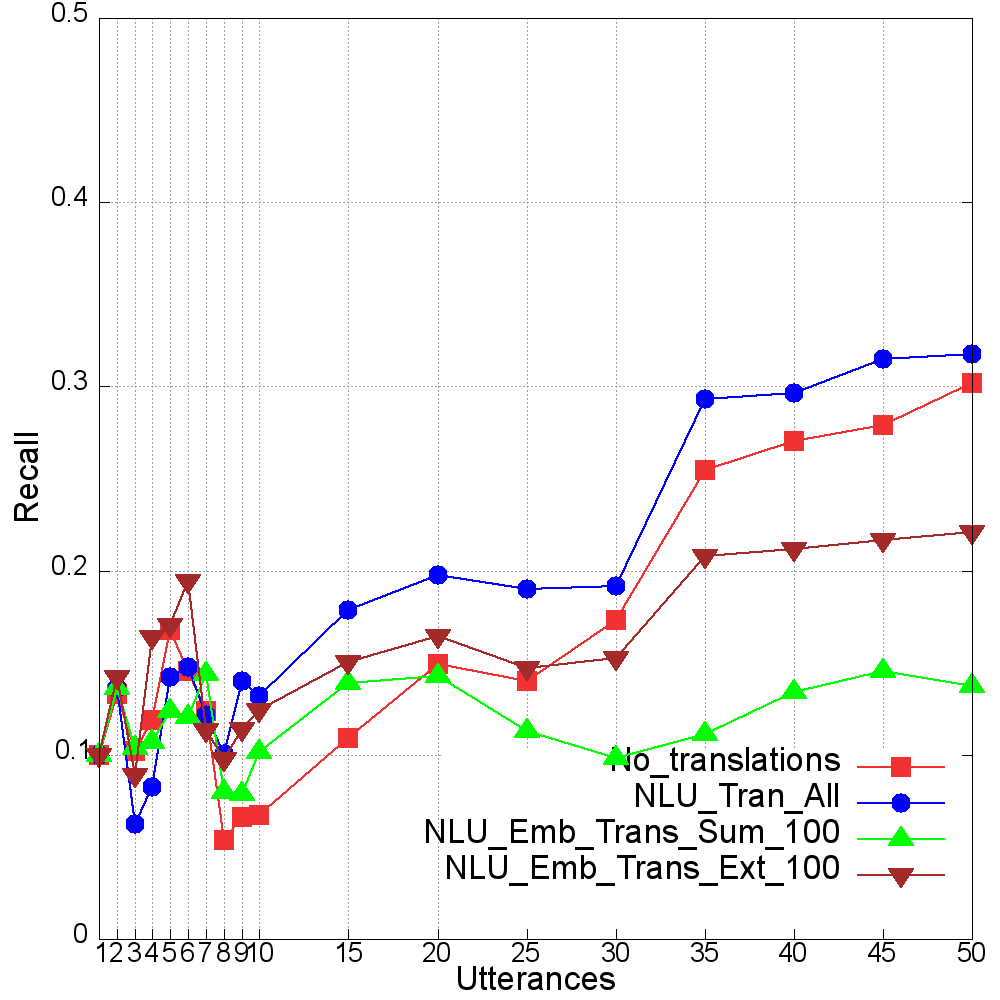 0.5
0.4
0.3
0.2
0.1
0
Recall
1 2 3 4 5 6 7 8 9 10 15 20 25 30 35 40 45 50
Utterances
No_translations
NLU_Tran_All
NLU_Emb_Trans_Sum_100
NLU_Emb_Trans_Ext_100